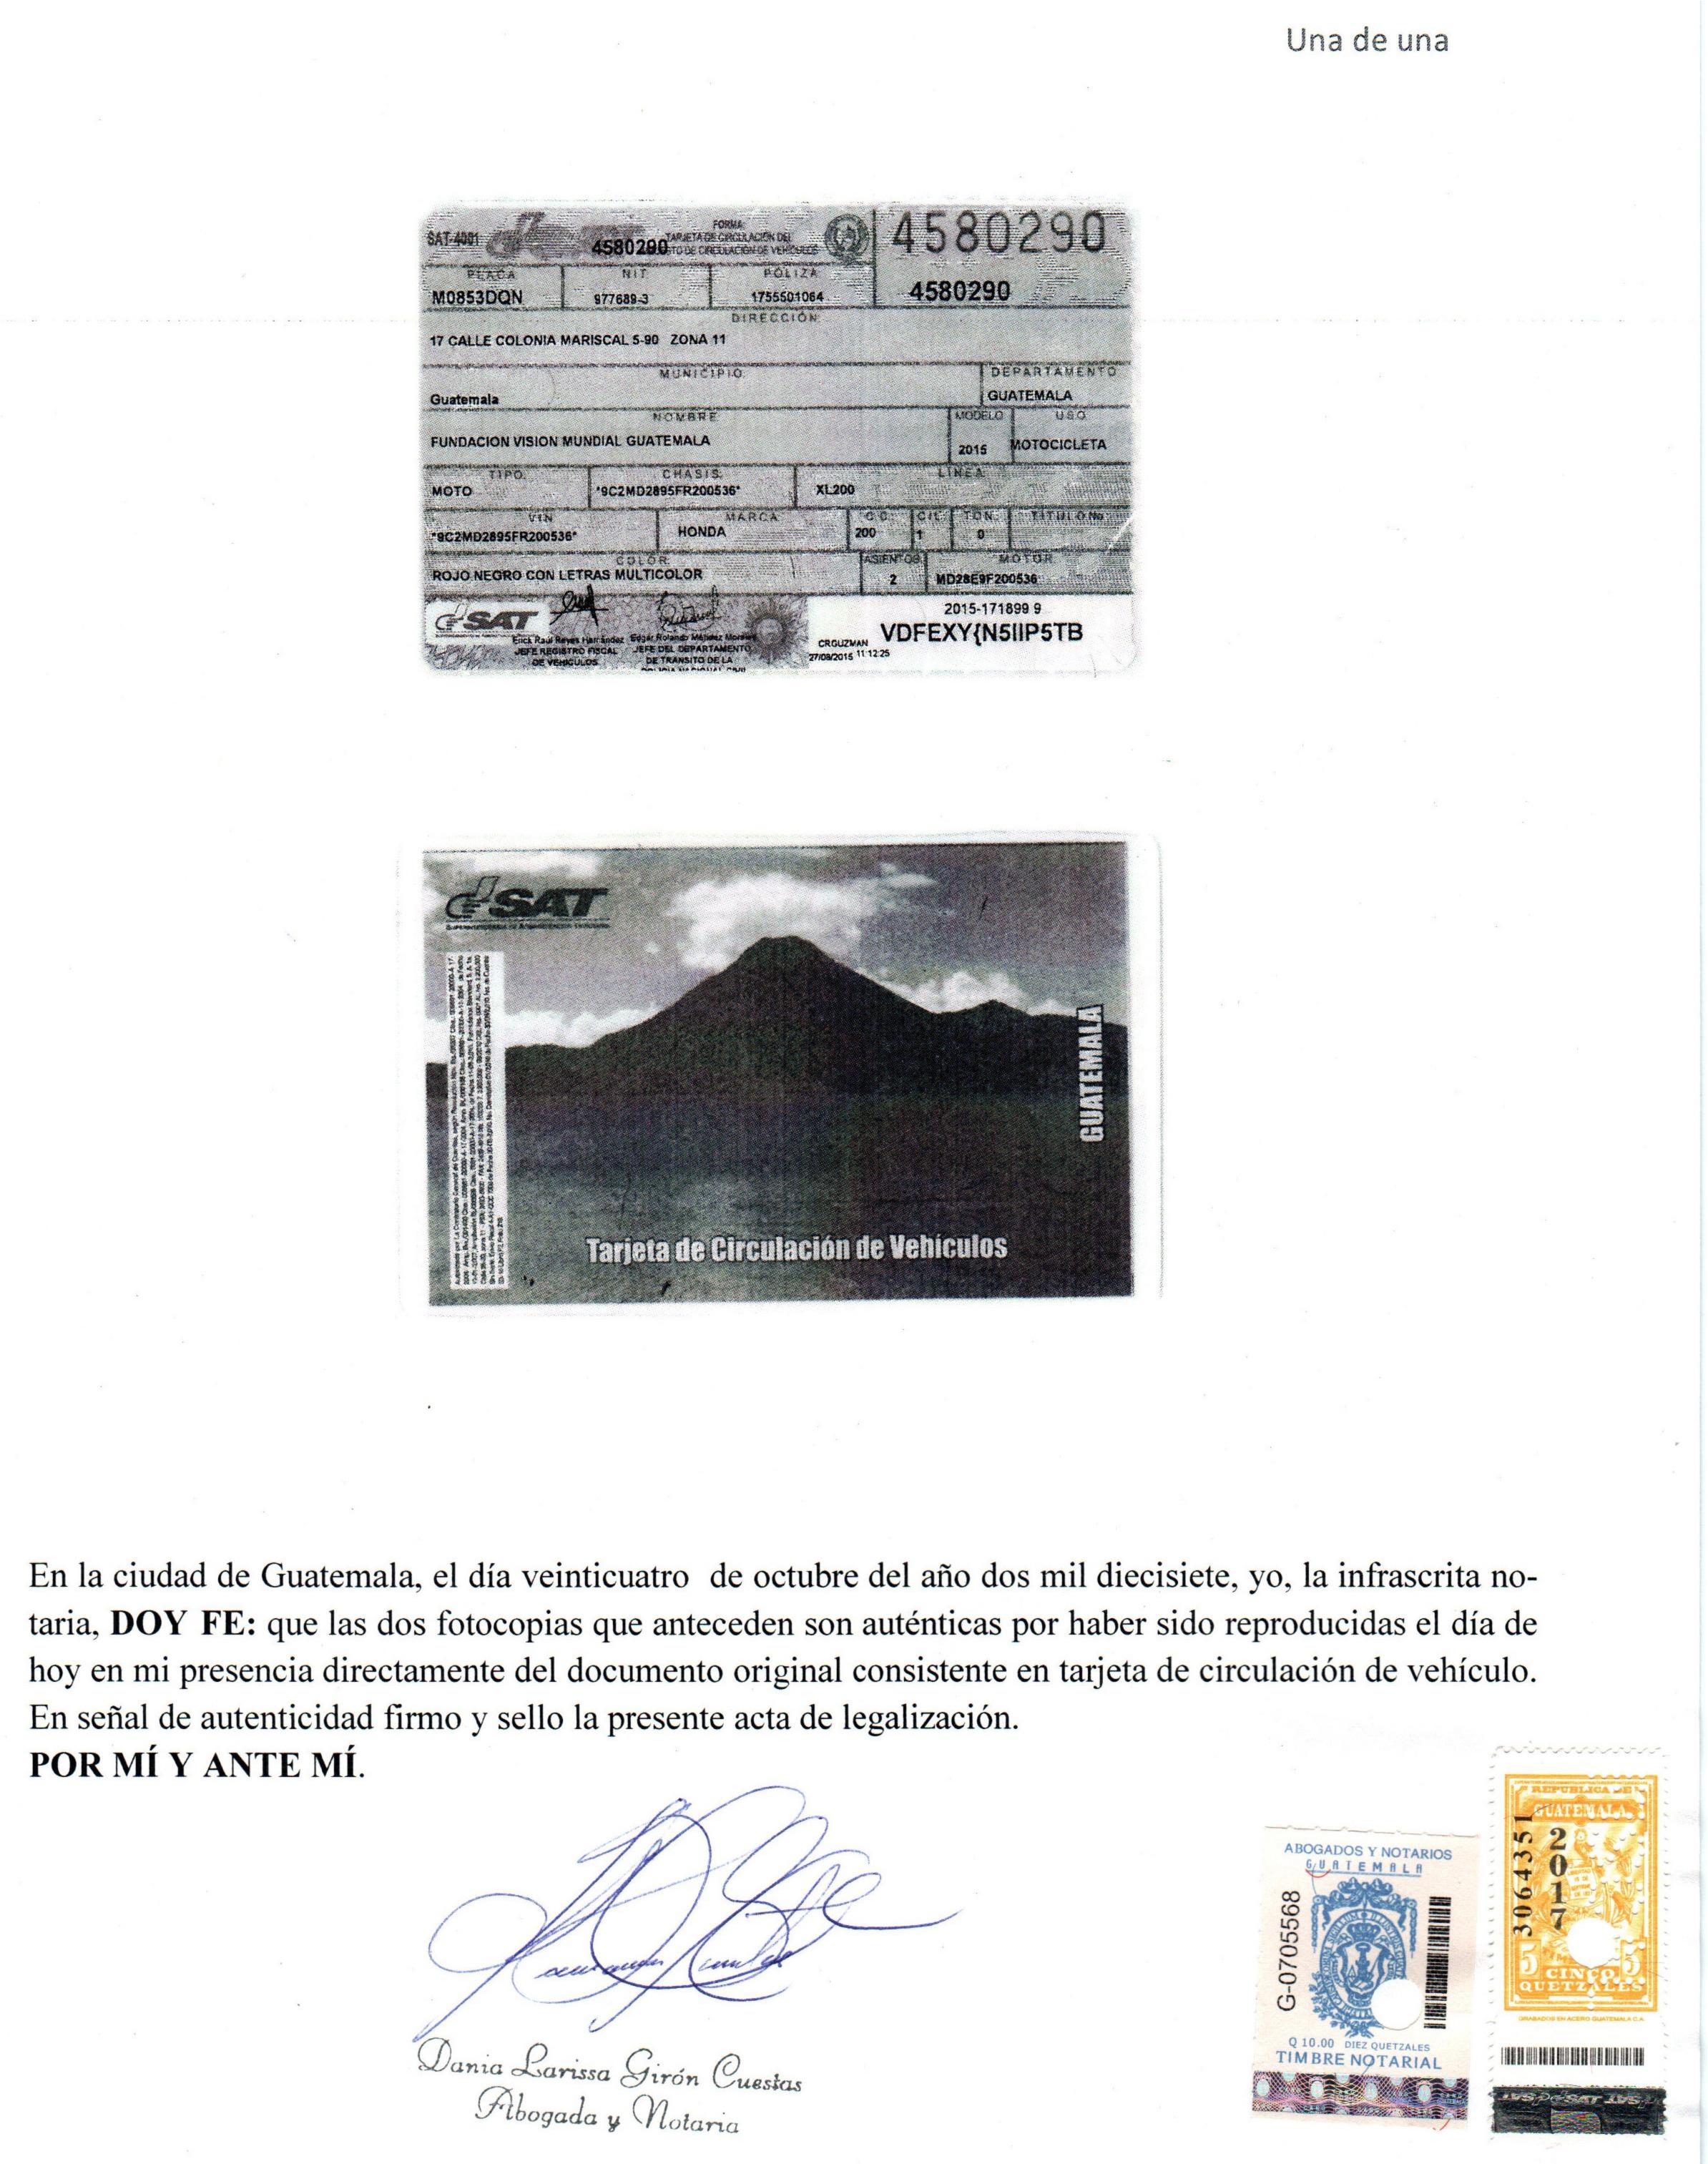 Una de una
SAT-4001
FORMA
4580290
TARJETA DE CIRCULACIÓN DEL
4580290
4580290
PLACA NIT POLIZA
M0853DQN 977689-3 1755501064
DIRECCIÓN
17 CALLE COLONIA MARISCAL 5-90 ZONA 11
MUNICIPIO DEPARTAMENTO
Guatemala GUATEMALA
NOMBRE MODELO USO
FUNDACION VISION MUNDIAL GUATEMALA 2015 MOTOCICLETA
TIPO CHASIS LINEA
MOTO *9C2MD2895FR200536* XL200
VIN MARCA C.C. CIL TON. TITULO No.
*9C2MD2895FR200536* HONDA 200 1 0
COLOR ASIENTOS MOTOR
ROJO NEGRO CON LETRAS MULTICOLOR 2 MD28E9F200536
SAT
Erick Raúl Reyes Hernández Edgar Rolando Méndez Morales
JEFE REGISTRO FISCAL JEFE DEL DEPARTAMENTO
DE VEHICULOS DE TRANSITO DE LA
2015-171899 9
VDFEXY{N5IIP5TB
CRGUZMAN
27/08/2015 11:12:25
SAT
GUATEMALA
Tarjeta de Circulación de Vehículos
En la ciudad de Guatemala, el día veinticuatro de octubre del año dos mil diecisiete, yo, la infrascrita no-
taria, DOY FE: que las dos fotocopias que anteceden son auténticas por haber sido reproducidas el día de
hoy en mi presencia directamente del documento original consistente en tarjeta de circulación de vehículo.
En señal de autenticidad firmo y sello la presente acta de legalización.
POR MÍ Y ANTE MÍ.
Dania Larissa Girón Cuestas
Abogada y Notaria
ABOGADOS Y NOTARIOS
GUATEMALA
G-0705568
Q 10.00 DIEZ QUETZALES
TIMBRE NOTARIAL
REPUBLICA DE
GUATEMALA
3064351
2017
5 5
CINCO
QUETZALES
GRABADOS EN ACERO GUATEMALA C.A.